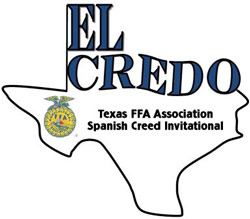 EL
CREDO
Texas FFA Association
Spanish Creed Invitational